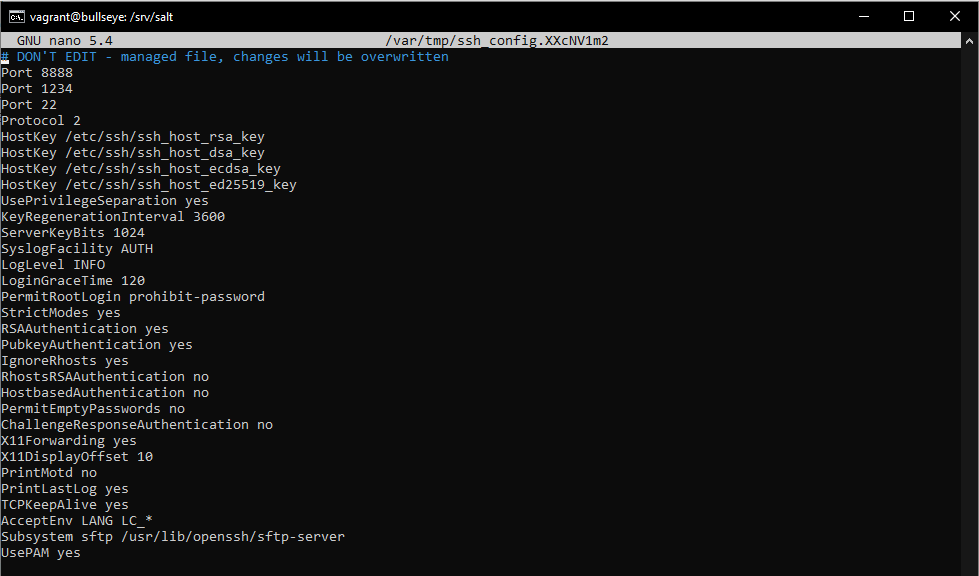 vagrant@bullseye: /srv/salt
GNU nano 5.4 /var/tmp/ssh_config.XXcNV1m2
# DON'T EDIT - managed file, changes will be overwritten
Port 8888
Port 1234
Port 22
Protocol 2
HostKey /etc/ssh/ssh_host_rsa_key
HostKey /etc/ssh/ssh_host_dsa_key
HostKey /etc/ssh/ssh_host_ecdsa_key
HostKey /etc/ssh/ssh_host_ed25519_key
UsePrivilegeSeparation yes
KeyRegenerationInterval 3600
ServerKeyBits 1024
SyslogFacility AUTH
LogLevel INFO
LoginGraceTime 120
PermitRootLogin prohibit-password
StrictModes yes
RSAAuthentication yes
PubkeyAuthentication yes
IgnoreRhosts yes
RhostsRSAAuthentication no
HostbasedAuthentication no
PermitEmptyPasswords no
ChallengeResponseAuthentication no
X11Forwarding yes
X11DisplayOffset 10
PrintMotd no
PrintLastLog yes
TCPKeepAlive yes
AcceptEnv LANG LC_*
Subsystem sftp /usr/lib/openssh/sftp-server
UsePAM yes